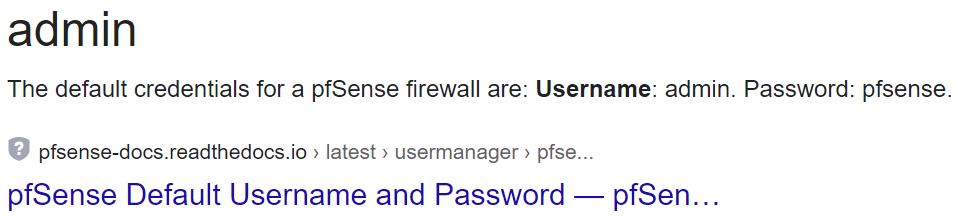 admin
The default credentials for a pfSense firewall are: Username: admin. Password: pfsense.
pfsense-docs.readthedocs.io › latest › usermanager › pfse...
pfSense Default Username and Password — pfSen…